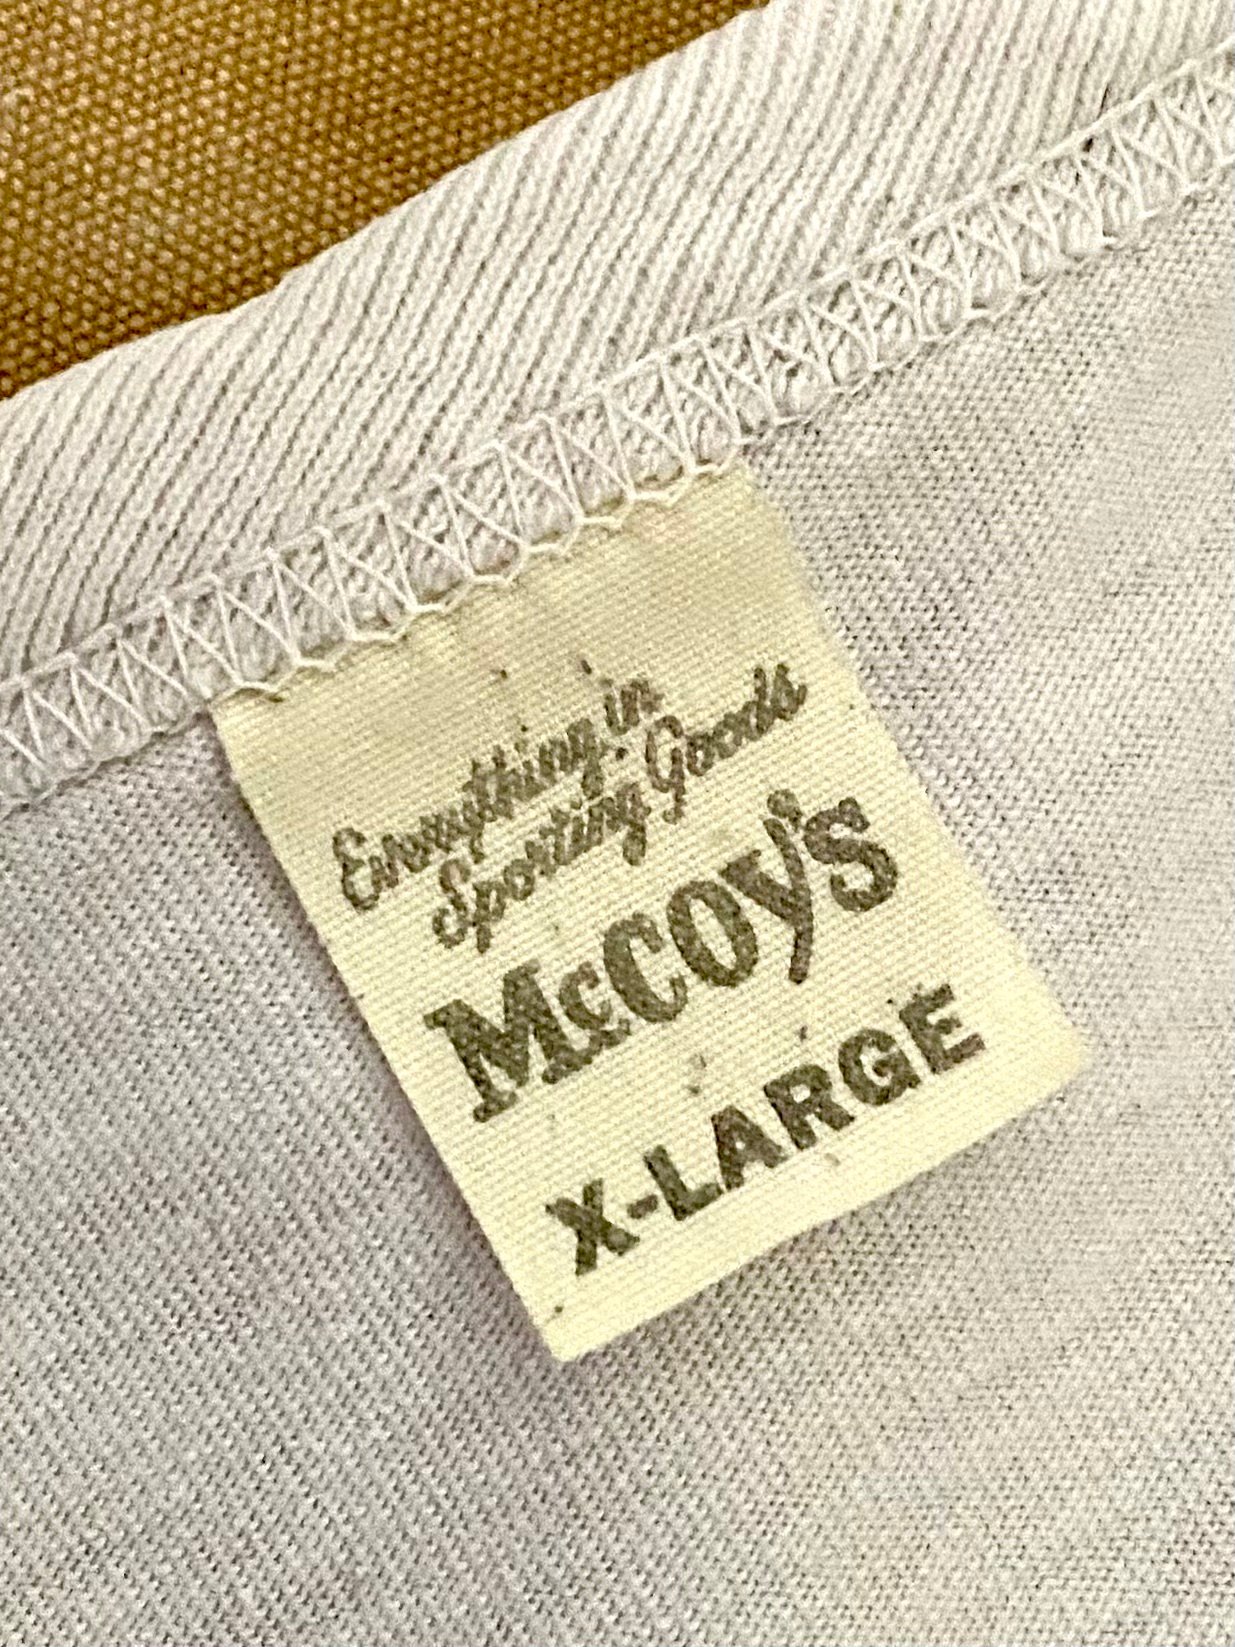 Everything in
Sporting Goods
McCOY's
X-LARGE